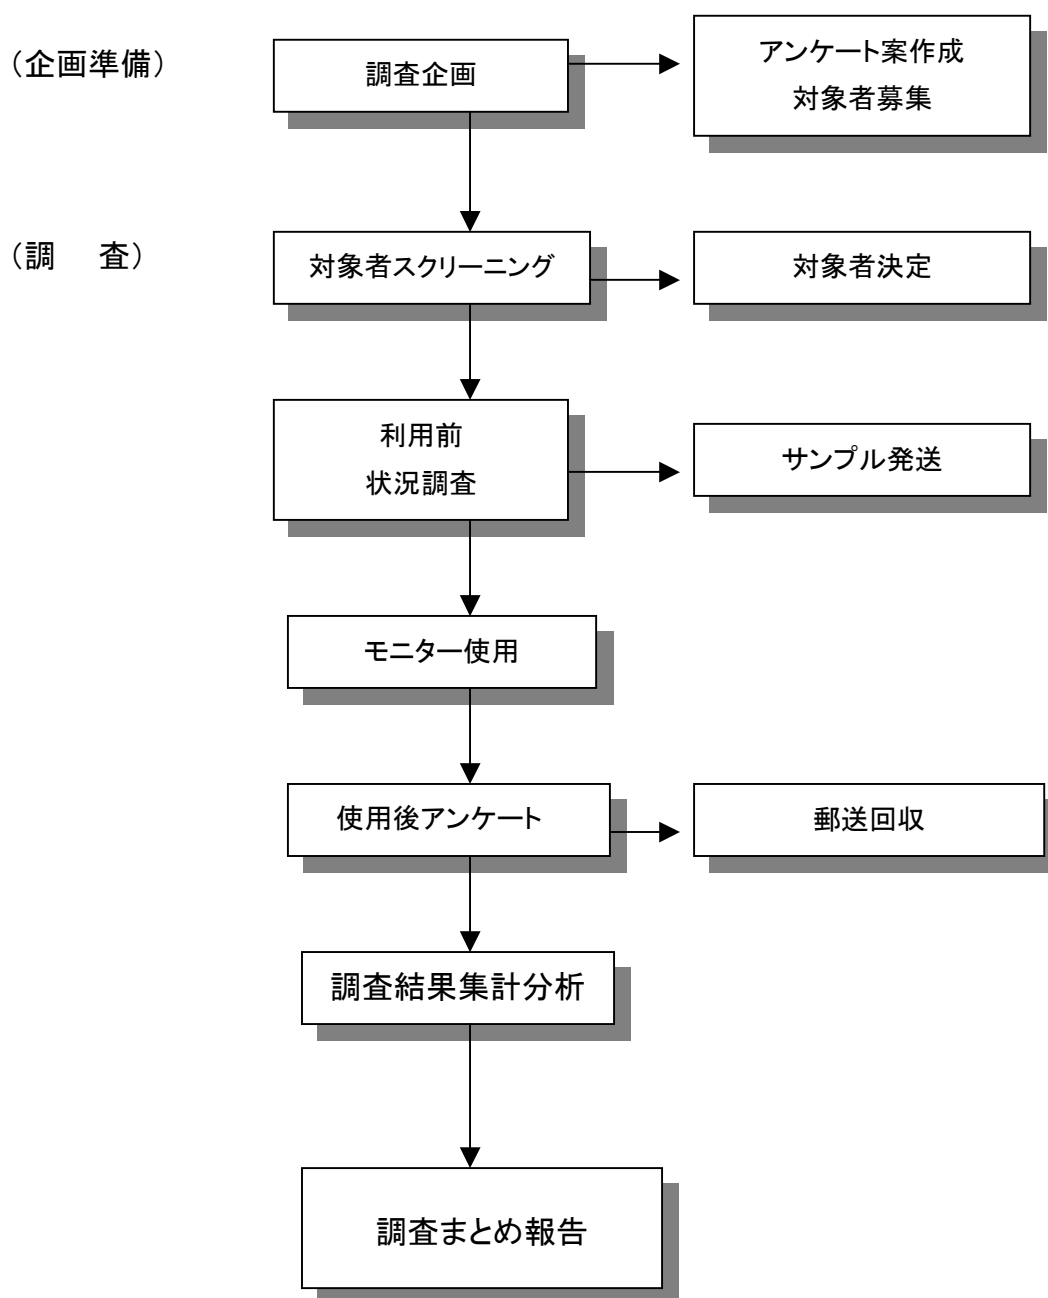 （企画準備）
調査企画
アンケート案作成
対象者募集
（調　査）
対象者スクリーニング
対象者決定
利用前
状況調査
サンプル発送
モニター使用
使用後アンケート
郵送回収
調査結果集計分析
調査まとめ報告